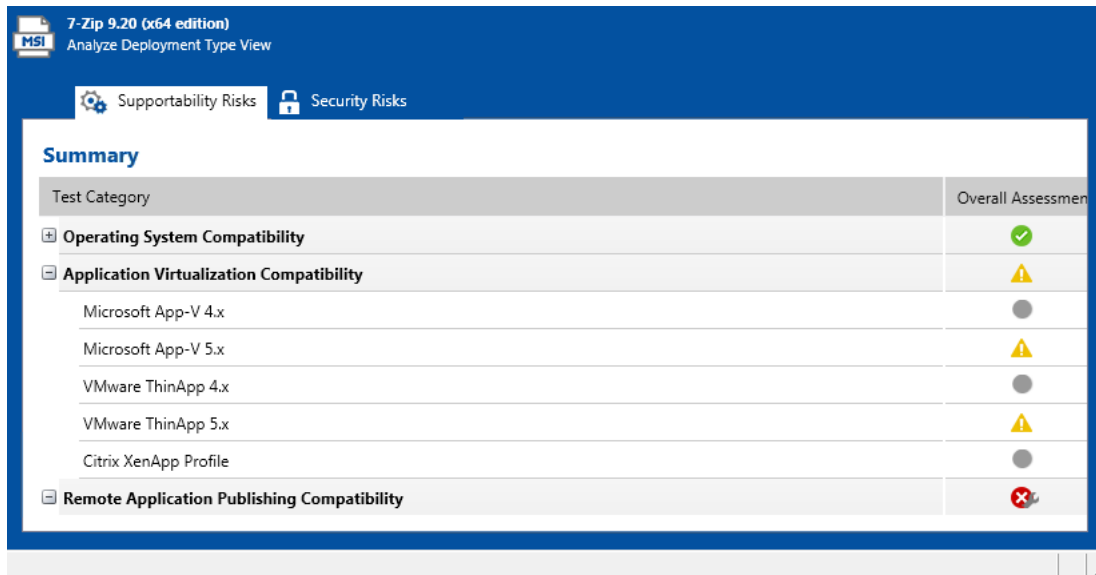 7-Zip 9.20 (x64 edition)
MSI
Analyze Deployment Type View
Supportability Risks
Security Risks
Summary
Test Category
Overall Assessmen
Operating System Compatibility
Application Virtualization Compatibility
Microsoft App-V 4.x
Microsoft App-V 5.x
VMware ThinApp 4.x
VMware ThinApp 5.x
Citrix XenApp Profile
Remote Application Publishing Compatibility